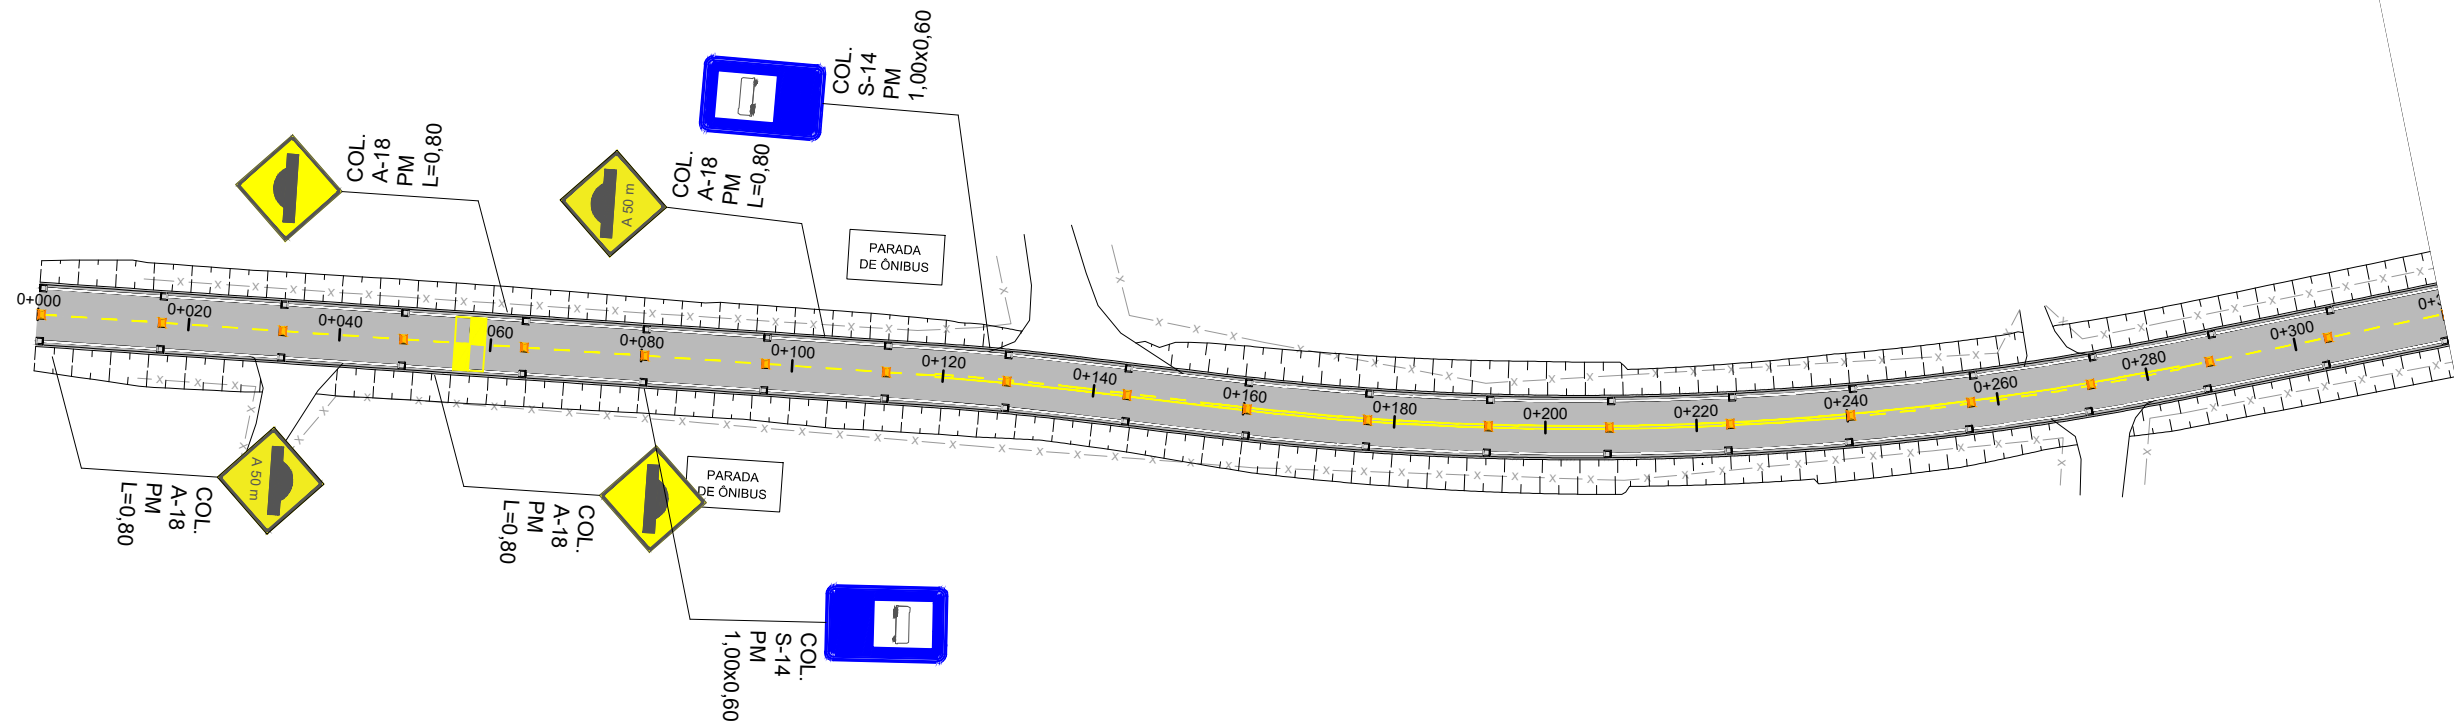 COL.
S-14
PM
1,00x0,60
COL.
A-18
PM
L=0,80
COL.
A-18
PM
L=0,80
A 50 m
PARADA
DE ÔNIBUS
0+000
0+020
0+040
060
0+080
0+100
0+120
0+140
0+160
0+180
0+200
0+220
0+240
0+260
0+280
0+300
A 50 m
COL.
A-18
PM
L=0,80
COL.
A-18
PM
L=0,80
PARADA
DE ÔNIBUS
COL.
S-14
PM
1,00x0,60